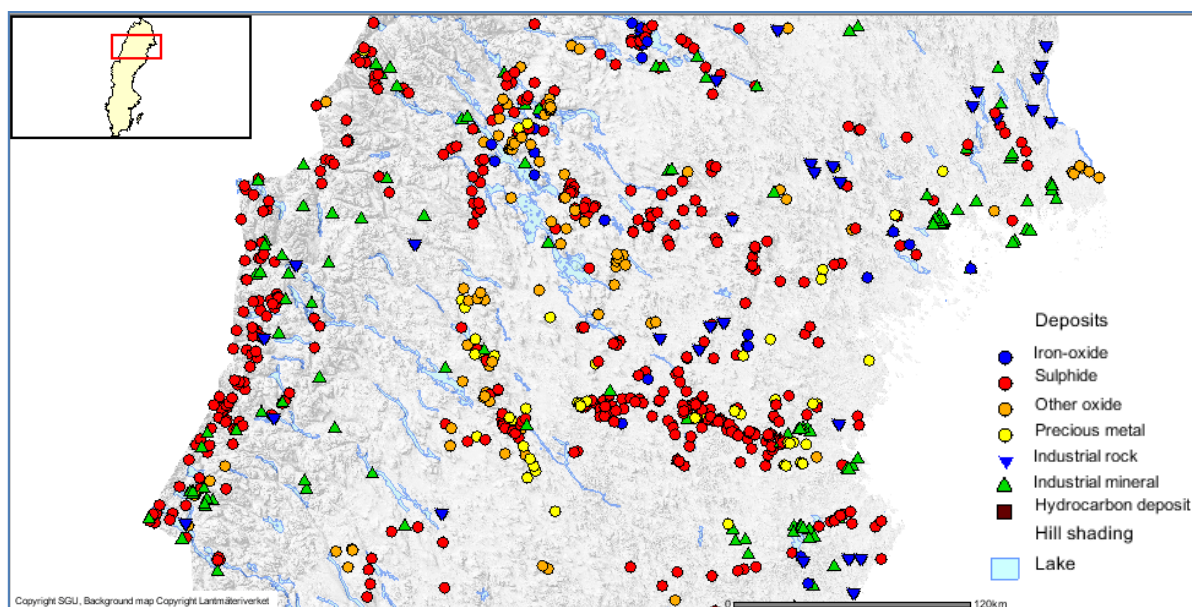 Deposits
Iron-oxide
Sulphide
Other oxide
Precious metal
Industrial rock
Industrial mineral
Hydrocarbon deposit
Hill shading
Lake
Copyright SGU, Background map Copyright Lantmäteriverket
0 120km